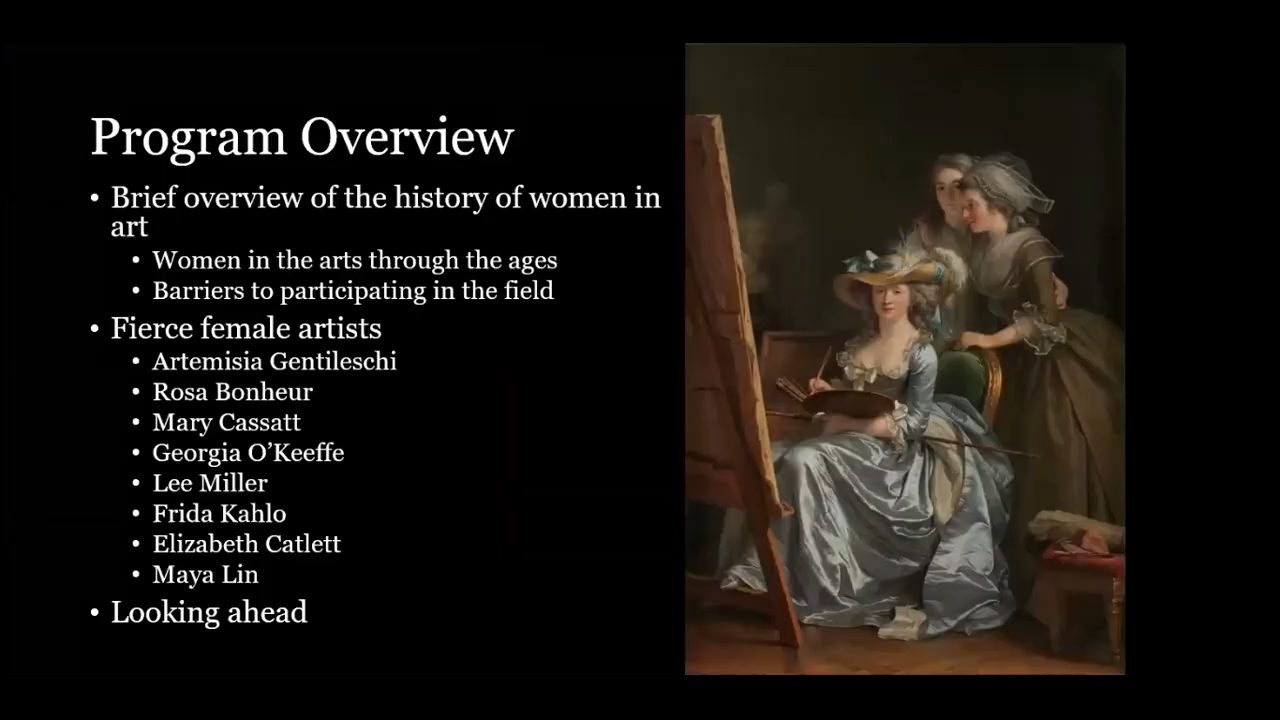 Program Overview
• Brief overview of the history of women in
art
• Women in the arts through the ages
• Barriers to participating in the field
• Fierce female artists
• Artemisia Gentileschi
• Rosa Bonheur
• Mary Cassatt
• Georgia O’Keeffe
• Lee Miller
• Frida Kahlo
• Elizabeth Catlett
• Maya Lin
• Looking ahead